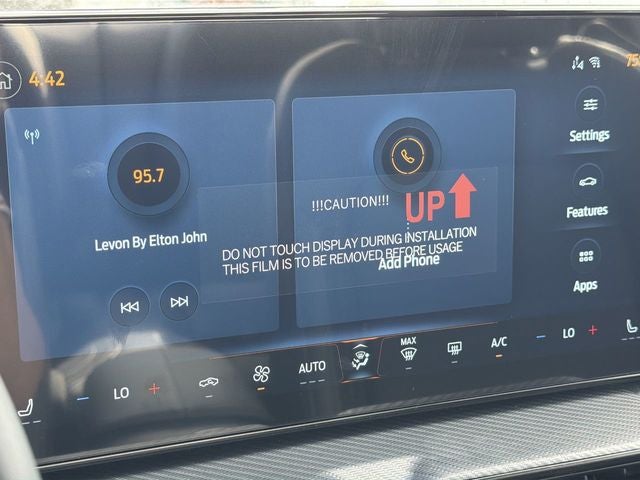 4:42
75
95.7
Levon By Elton John
!!!CAUTION!!! UP
DO NOT TOUCH DISPLAY DURING INSTALLATION
THIS FILM IS TO BE REMOVED BEFORE USAGE
Add Phone
Settings
Features
Apps
LO
AUTO
MAX
A/C
LO